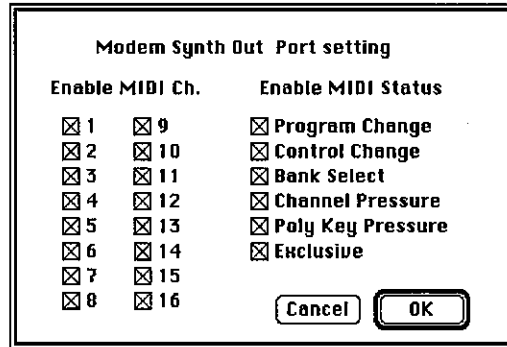 Modem Synth Out Port setting
Enable MIDI Ch. Enable MIDI Status
1 9 Program Change
2 10 Control Change
3 11 Bank Select
4 12 Channel Pressure
5 13 Poly Key Pressure
6 14 Exclusive
7 15
8 16
Cancel OK